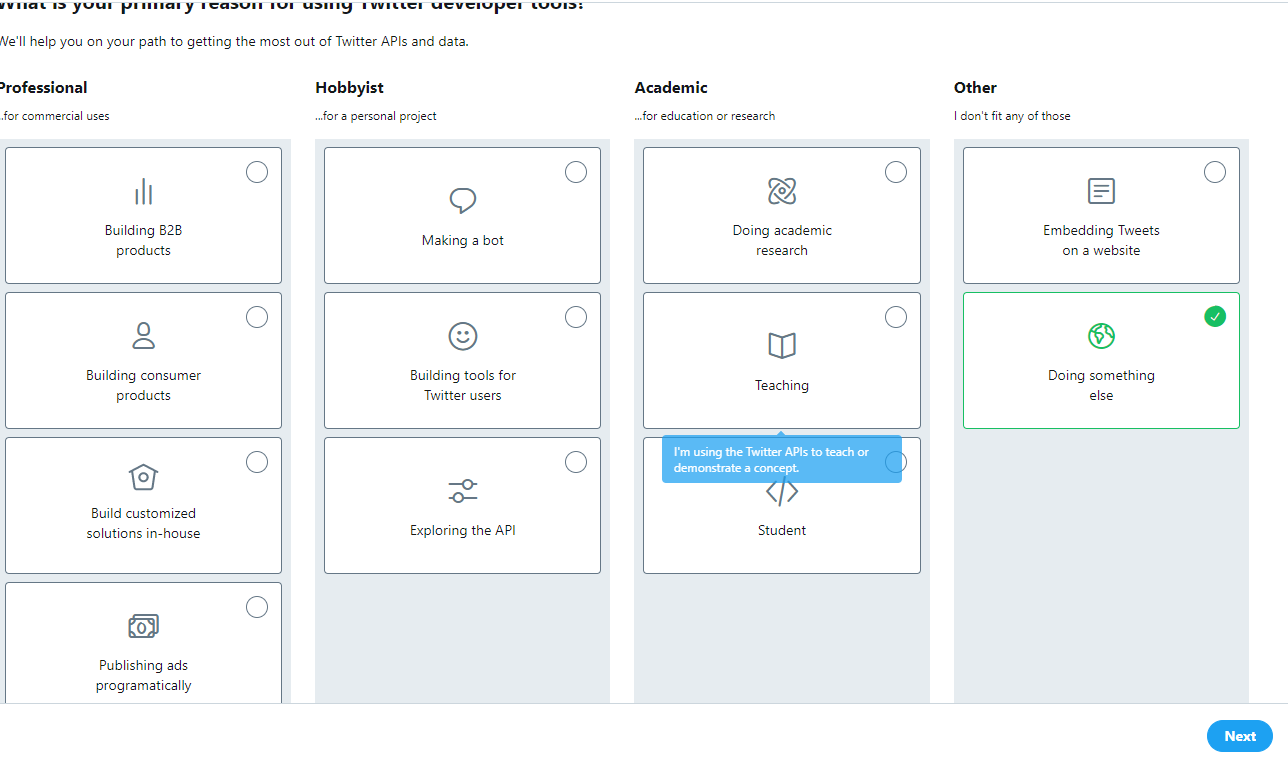 What is your primary reason for using Twitter developer tools?
We'll help you on your path to getting the most out of Twitter APIs and data.
Professional
..for commercial uses
Building B2B
products
Building consumer
products
Build customized
solutions in-house
Publishing ads
programatically
Hobbyist
...for a personal project
Making a bot
Building tools for
Twitter users
Exploring the API
Academic
...for education or research
Doing academic
research
Teaching
I'm using the Twitter APIs to teach or
demonstrate a concept.
Student
Other
I don't fit any of those
Embedding Tweets
on a website
Doing something
else
Next